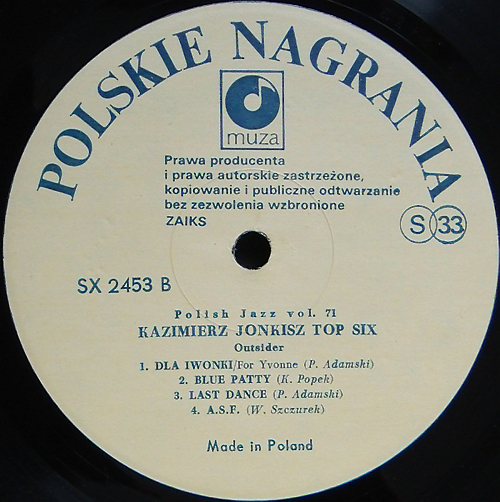 POLSKIE NAGRANIA
muza
Prawa producenta
i prawa autorskie zastrzeżone,
kopiowanie i publiczne odtwarzanie
bez zezwolenia wzbronione
ZAIKS
S 33
SX 2453 B
Polish Jazz vol. 71
KAZIMIERZ JONKISZ TOP SIX
Outsider
1. DLA IWONKI/For Yvonne (P. Adamski)
2. BLUE PATTY (K. Popek)
3. LAST DANCE (P. Adamski)
4. A.S.F. (W. Szczurek)
Made in Poland